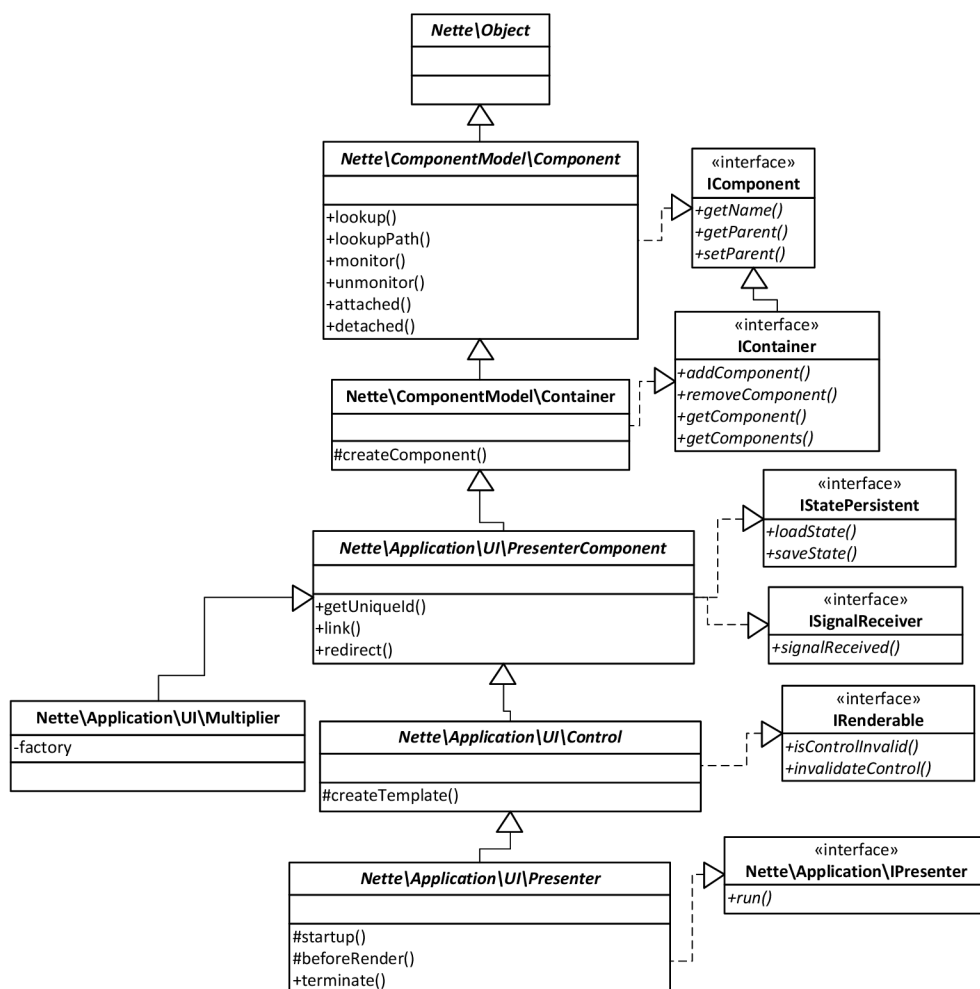 Nette\Object
Nette\ComponentModel\Component
+lookup()
+lookupPath()
+monitor()
+unmonitor()
+attached()
+detached()
«interface»
IComponent
+getName()
+getParent()
+setParent()
«interface»
IContainer
+addComponent()
+removeComponent()
+getComponent()
+getComponents()
Nette\ComponentModel\Container
#createComponent()
«interface»
IStatePersistent
+loadState()
+saveState()
Nette\Application\UI\PresenterComponent
+getUniqueId()
+link()
+redirect()
«interface»
ISignalReceiver
+signalReceived()
Nette\Application\UI\Multiplier
-factory
Nette\Application\UI\Control
#createTemplate()
«interface»
IRenderable
+isControlInvalid()
+invalidateControl()
Nette\Application\UI\Presenter
#startup()
#beforeRender()
+terminate()
«interface»
Nette\Application\IPresenter
+run()